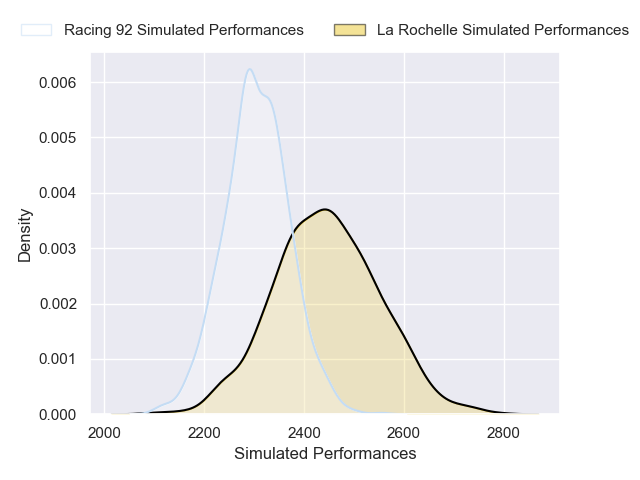 Racing 92 Simulated Performances La Rochelle Simulated Performances
0.006
0.005
0.004
0.003
0.002
0.001
0.000
Density
2000 2200 2400 2600 2800
Simulated Performances